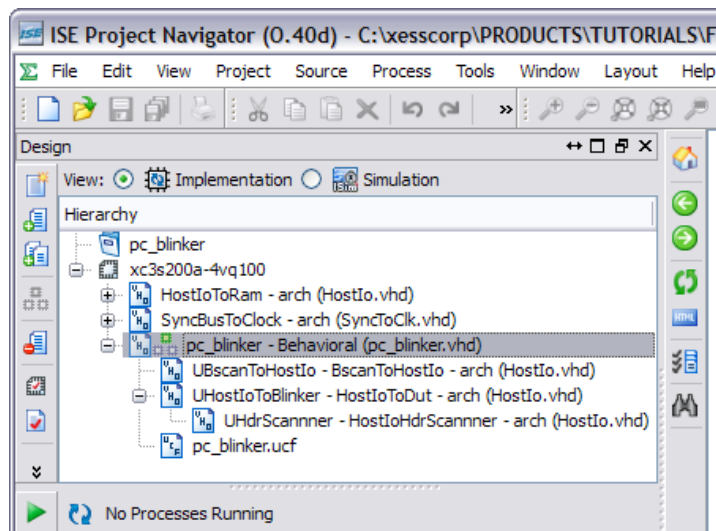 ISE Project Navigator (O.40d) - C:\xesscorp\PRODUCTS\TUTORIALS\F
File Edit View Project Source Process Tools Window Layout Help
Design
View: Implementation Simulation
Hierarchy
pc_blinker
xc3s200a-4vq100
HostIoToRam - arch (HostIo.vhd)
SyncBusToClock - arch (SyncToClk.vhd)
pc_blinker - Behavioral (pc_blinker.vhd)
UBscanToHostIo - BscanToHostIo - arch (HostIo.vhd)
UHostIoToBlinker - HostIoToDut - arch (HostIo.vhd)
UHdrScannner - HostIoHdrScannner - arch (HostIo.vhd)
pc_blinker.ucf
No Processes Running